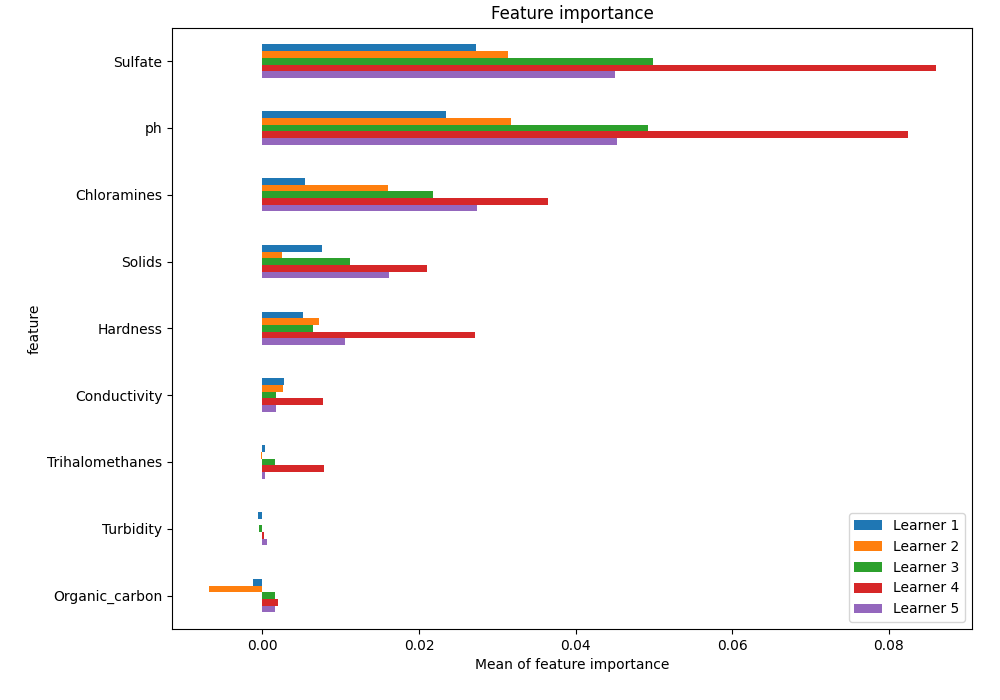 Feature importance
Sulfate
ph
Chloramines
Solids
Hardness
Conductivity
Trihalomethanes
Turbidity
Organic_carbon
feature
Learner 1
Learner 2
Learner 3
Learner 4
Learner 5
0.00 0.02 0.04 0.06 0.08
Mean of feature importance